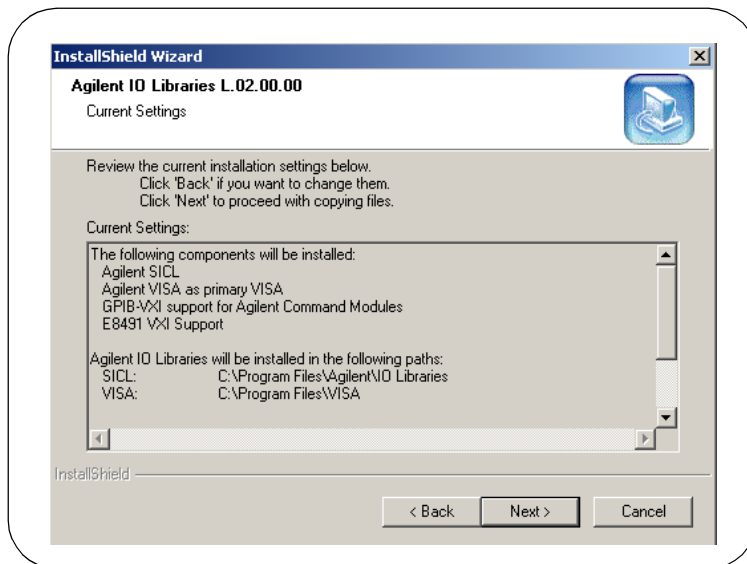 InstallShield Wizard
Agilent IO Libraries L.02.00.00
Current Settings
Review the current installation settings below.
Click 'Back' if you want to change them.
Click 'Next' to proceed with copying files.
Current Settings:
The following components will be installed:
Agilent SICL
Agilent VISA as primary VISA
GPIB-VXI support for Agilent Command Modules
E8491 VXI Support
Agilent IO Libraries will be installed in the following paths:
SICL: C:\Program Files\Agilent\IO Libraries
VISA: C:\Program Files\VISA
InstallShield
< Back Next > Cancel